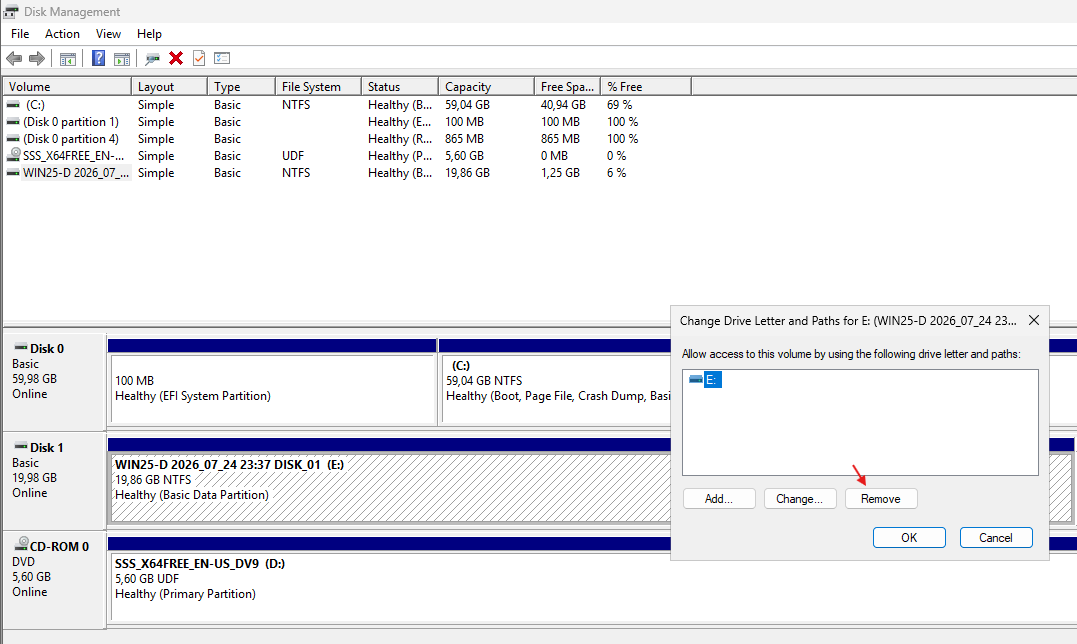 Disk Management
File Action View Help
Volume Layout Type File System Status Capacity Free Spa... % Free
(C:) Simple Basic NTFS Healthy (B... 59,04 GB 40,94 GB 69 %
(Disk 0 partition 1) Simple Basic Healthy (E... 100 MB 100 MB 100 %
(Disk 0 partition 4) Simple Basic Healthy (R... 865 MB 865 MB 100 %
SSS_X64FREE_EN-... Simple Basic UDF Healthy (P... 5,60 GB 0 MB 0 %
WIN25-D 2026_07_... Simple Basic NTFS Healthy (B... 19,86 GB 1,25 GB 6 %
Disk 0
Basic
59,98 GB
Online
100 MB
Healthy (EFI System Partition)
(C:)
59,04 GB NTFS
Healthy (Boot, Page File, Crash Dump, Basi
Disk 1
Basic
19,98 GB
Online
WIN25-D 2026_07_24 23:37 DISK_01 (E:)
19,86 GB NTFS
Healthy (Basic Data Partition)
CD-ROM 0
DVD
5,60 GB
Online
SSS_X64FREE_EN-US_DV9 (D:)
5,60 GB UDF
Healthy (Primary Partition)
Change Drive Letter and Paths for E: (WIN25-D 2026_07_24 23...
Allow access to this volume by using the following drive letter and paths:
E:
Add... Change... Remove
OK Cancel